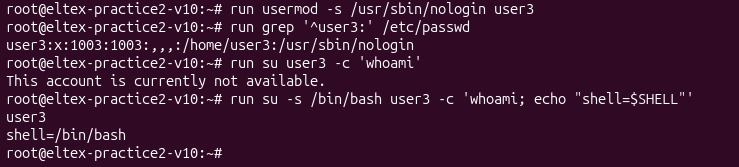 root@eltex-practice2-v10:~# run usermod -s /usr/sbin/nologin user3
root@eltex-practice2-v10:~# run grep '^user3:' /etc/passwd
user3:x:1003:1003:,,,:/home/user3:/usr/sbin/nologin
root@eltex-practice2-v10:~# run su user3 -c 'whoami'
This account is currently not available.
root@eltex-practice2-v10:~# run su -s /bin/bash user3 -c 'whoami; echo "shell=$SHELL"'
user3
shell=/bin/bash
root@eltex-practice2-v10:~#